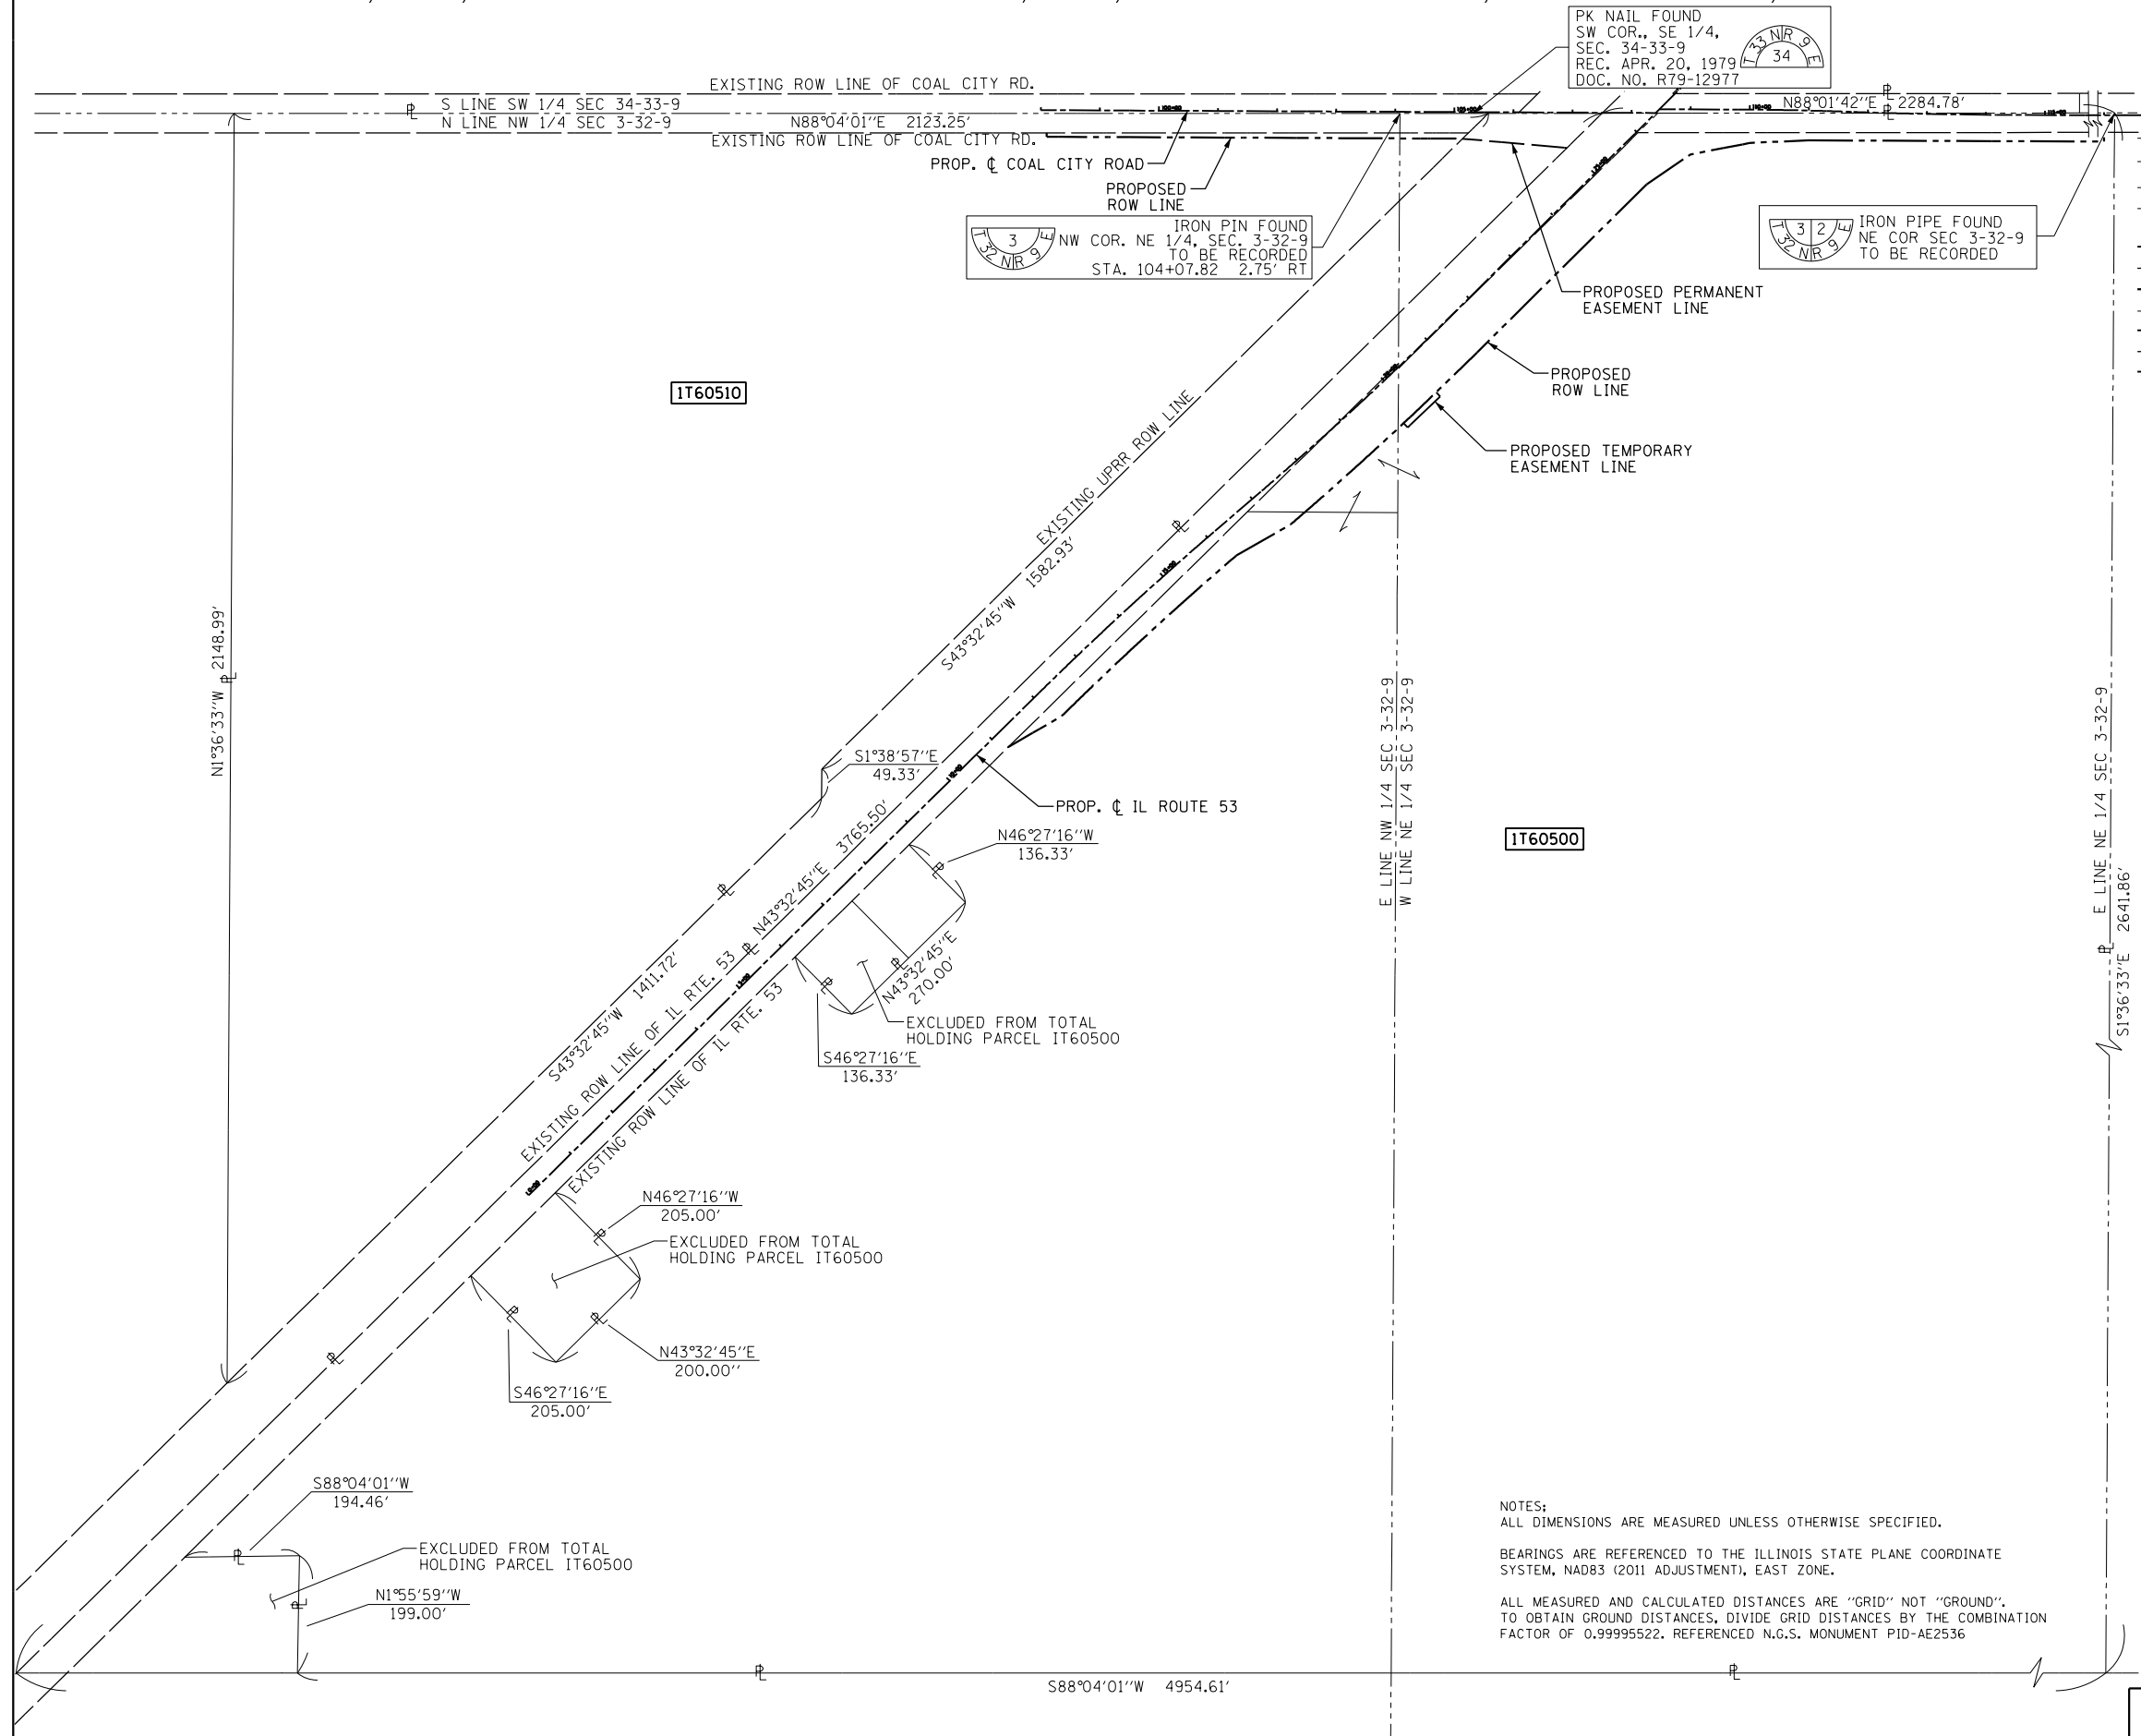 PK NAIL FOUND
SW COR., SE 1/4,
SEC. 34-33-9
REC. APR. 20, 1979
DOC. NO. R79-12977
T 33 N R 9 E
34
EXISTING ROW LINE OF COAL CITY RD.
S LINE SW 1/4 SEC 34-33-9
N LINE NW 1/4 SEC 3-32-9
N88°04'01''E 2123.25'
N88°01'42''E 2284.78'
EXISTING ROW LINE OF COAL CITY RD.
PROP. ℄ COAL CITY ROAD
PROPOSED
ROW LINE
IRON PIN FOUND
NW COR. NE 1/4, SEC. 3-32-9
TO BE RECORDED
STA. 104+07.82 2.75' RT
3
T 32 N R 9 E
IRON PIPE FOUND
NE COR SEC 3-32-9
TO BE RECORDED
3 2
T 32 N R 9 E
PROPOSED PERMANENT
EASEMENT LINE
PROPOSED
ROW LINE
PROPOSED TEMPORARY
EASEMENT LINE
1T60510
EXISTING UPRR ROW LINE
S43°32'45''W 1582.93'
N1°36'33''W 2148.99'
S1°38'57''E
49.33'
PROP. ℄ IL ROUTE 53
E LINE NW 1/4 SEC 3-32-9
W LINE NE 1/4 SEC 3-32-9
E LINE NE 1/4 SEC 3-32-9
S1°36'33''E 2641.86'
1T60500
N46°27'16''W
136.33'
N43°32'45''E 3765.50'
EXISTING ROW LINE OF IL RTE. 53
S43°32'45''W 1411.72'
EXISTING ROW LINE OF IL RTE. 53
N43°32'45''E
270.00'
EXCLUDED FROM TOTAL
HOLDING PARCEL IT60500
S46°27'16''E
136.33'
N46°27'16''W
205.00'
EXCLUDED FROM TOTAL
HOLDING PARCEL IT60500
N43°32'45''E
200.00''
S46°27'16''E
205.00'
S88°04'01''W
194.46'
EXCLUDED FROM TOTAL
HOLDING PARCEL IT60500
N1°55'59''W
199.00'
NOTES:
ALL DIMENSIONS ARE MEASURED UNLESS OTHERWISE SPECIFIED.
BEARINGS ARE REFERENCED TO THE ILLINOIS STATE PLANE COORDINATE
SYSTEM, NAD83 (2011 ADJUSTMENT), EAST ZONE.
ALL MEASURED AND CALCULATED DISTANCES ARE ''GRID'' NOT ''GROUND''.
TO OBTAIN GROUND DISTANCES, DIVIDE GRID DISTANCES BY THE COMBINATION
FACTOR OF 0.99995522. REFERENCED N.G.S. MONUMENT PID-AE2536
S88°04'01''W 4954.61'